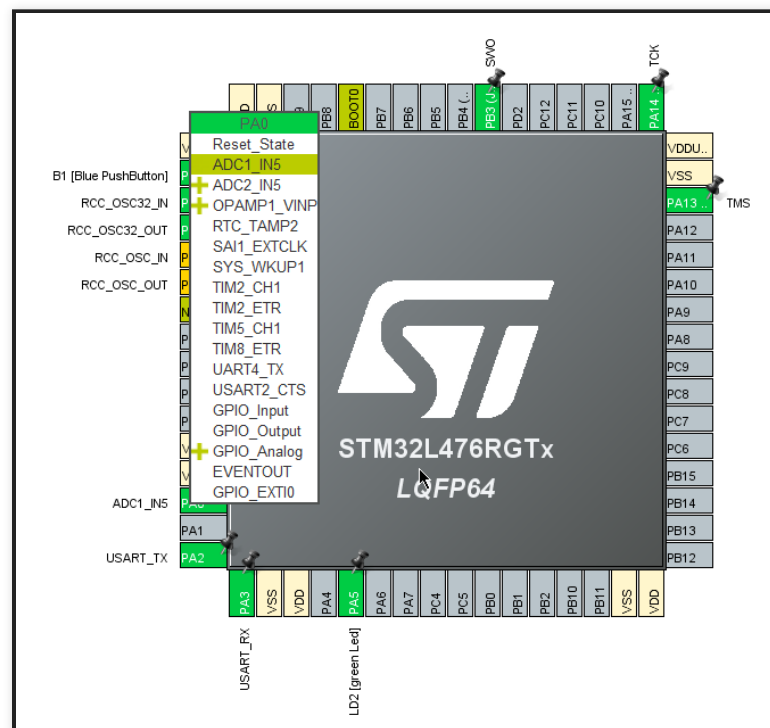 SWO
TCK
PB8
BOOT0
PB7
PB6
PB5
PB4 (..
PB3 (J..
PD2
PC12
PC11
PC10
PA15 ..
PA14
PA0
Reset_State
ADC1_IN5
ADC2_IN5
OPAMP1_VINP
RTC_TAMP2
SAI1_EXTCLK
SYS_WKUP1
TIM2_CH1
TIM2_ETR
TIM5_CH1
TIM8_ETR
UART4_TX
USART2_CTS
GPIO_Input
GPIO_Output
GPIO_Analog
EVENTOUT
GPIO_EXTI0
B1 [Blue PushButton]
RCC_OSC32_IN
RCC_OSC32_OUT
RCC_OSC_IN
RCC_OSC_OUT
ADC1_IN5
PA1
USART_TX
PA2
ST
STM32L476RGTx
LQFP64
VDDU..
VSS
PA13 ..
TMS
PA12
PA11
PA10
PA9
PA8
PC9
PC8
PC7
PC6
PB15
PB14
PB13
PB12
PA3
VSS
VDD
PA4
PA5
PA6
PA7
PC4
PC5
PB0
PB1
PB2
PB10
PB11
VSS
VDD
USART_RX
LD2 [green Led]